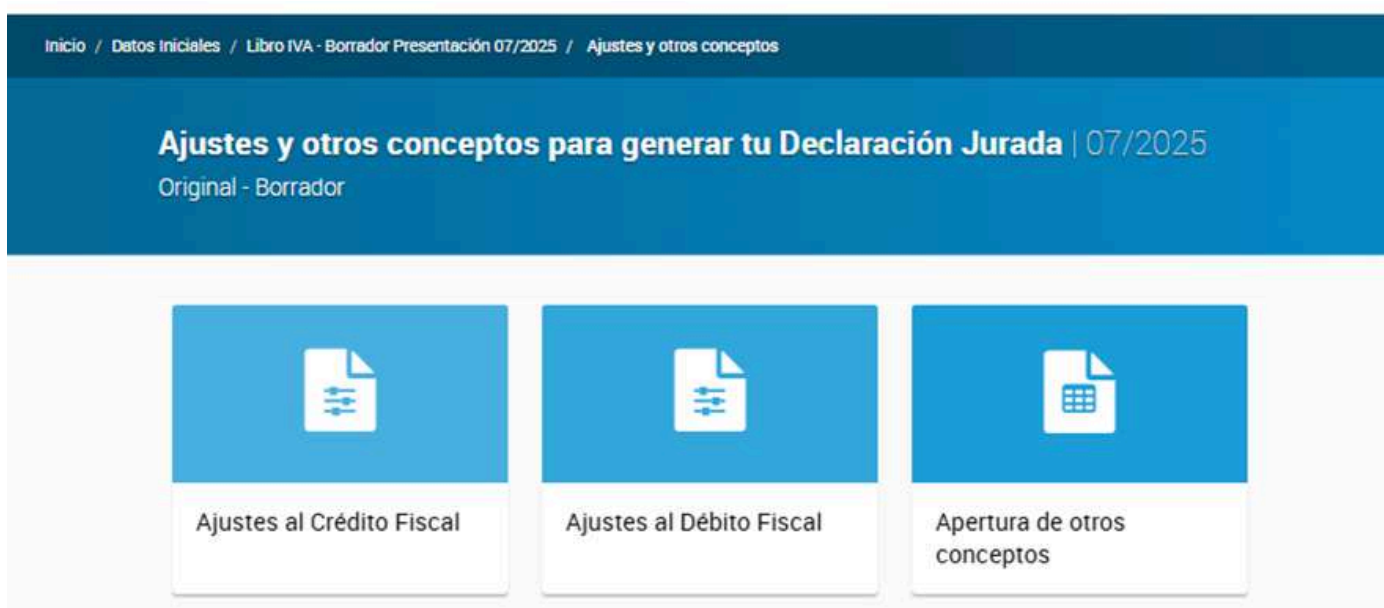 Inicio / Datos Iniciales / Libro IVA - Borrador Presentación 07/2025 / Ajustes y otros conceptos
Ajustes y otros conceptos para generar tu Declaración Jurada | 07/2025
Original - Borrador
Ajustes al Crédito Fiscal
Ajustes al Débito Fiscal
Apertura de otros
conceptos